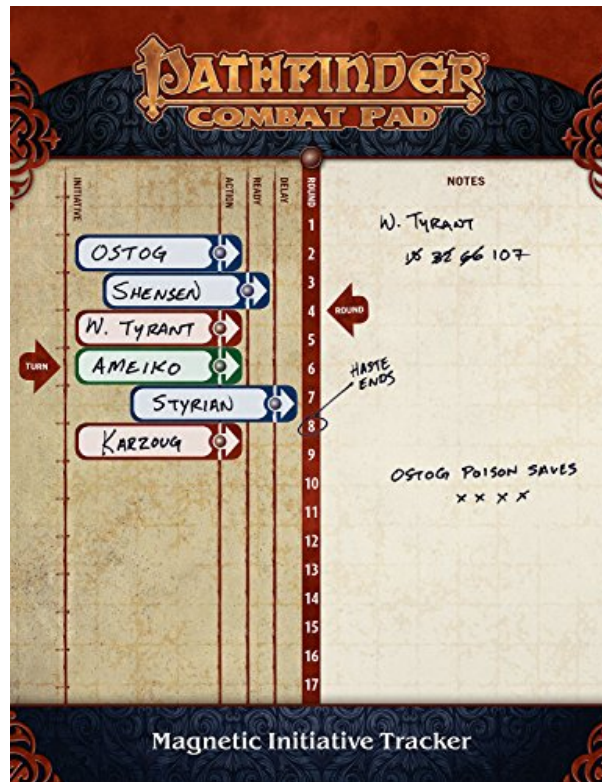 PATHFINDER
COMBAT PAD
INITIATIVE
ACTION
READY
DELAY
ROUND
NOTES
1
2
3
4
5
6
7
8
9
10
11
12
13
14
15
16
17
TURN
ROUND
OSTOG
SHENSEN
W. TYRANT
AMEIKO
STYRIAN
KARZOUG
W. TYRANT
66 107
HASTE
ENDS
OSTOG POISON SAVES
x x x x
Magnetic Initiative Tracker